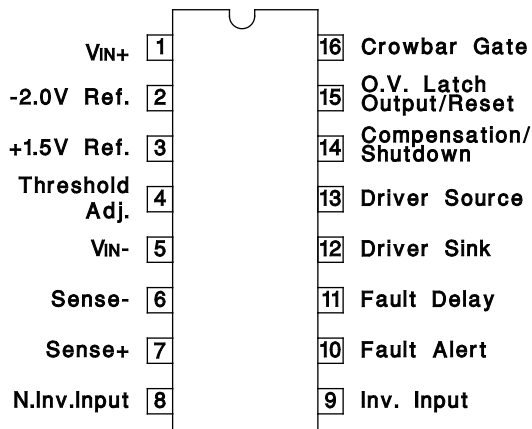 VIN+ 1 16 Crowbar Gate
-2.0V Ref. 2 15 O.V. Latch
Output/Reset
+1.5V Ref. 3 14 Compensation/
Shutdown
Threshold
Adj. 4 13 Driver Source
VIN- 5 12 Driver Sink
Sense- 6 11 Fault Delay
Sense+ 7 10 Fault Alert
N.Inv.Input 8 9 Inv. Input